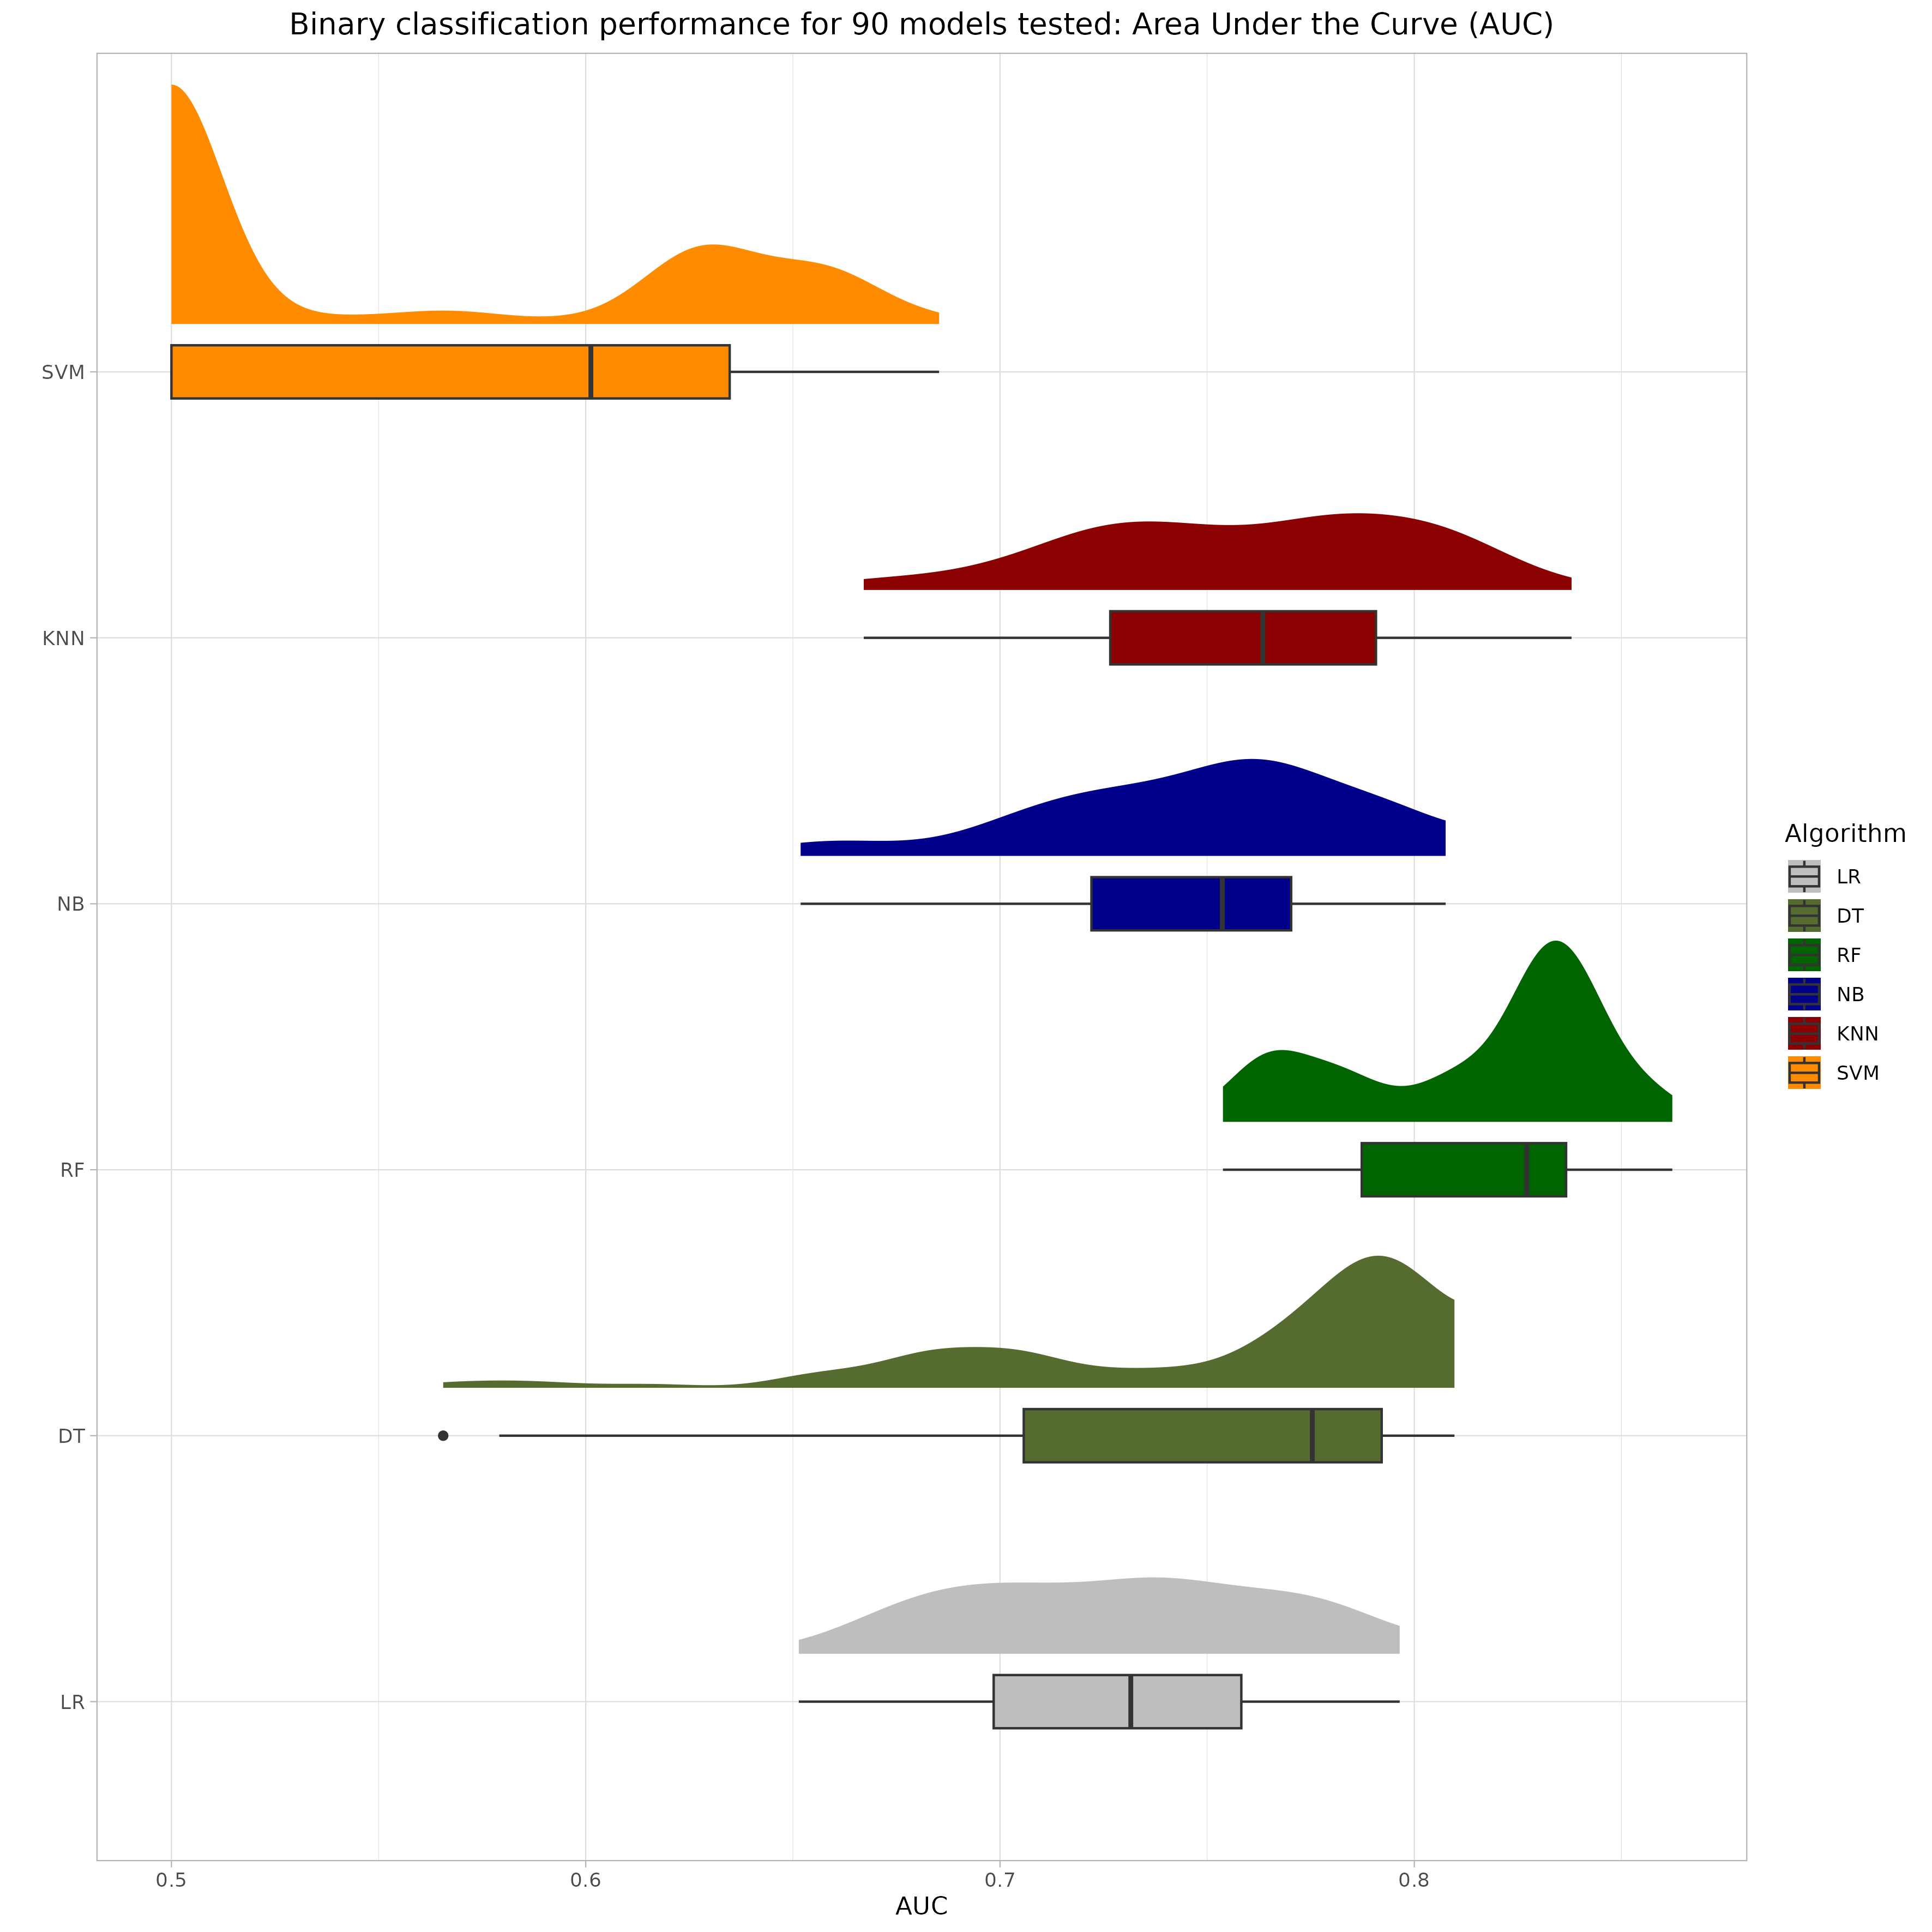 Binary classification performance for 90 models tested: Area Under the Curve (AUC)
SVM
KNN
NB
RF
DT
LR
0.5 0.6 0.7 0.8
AUC
Algorithm
LR
DT
RF
NB
KNN
SVM